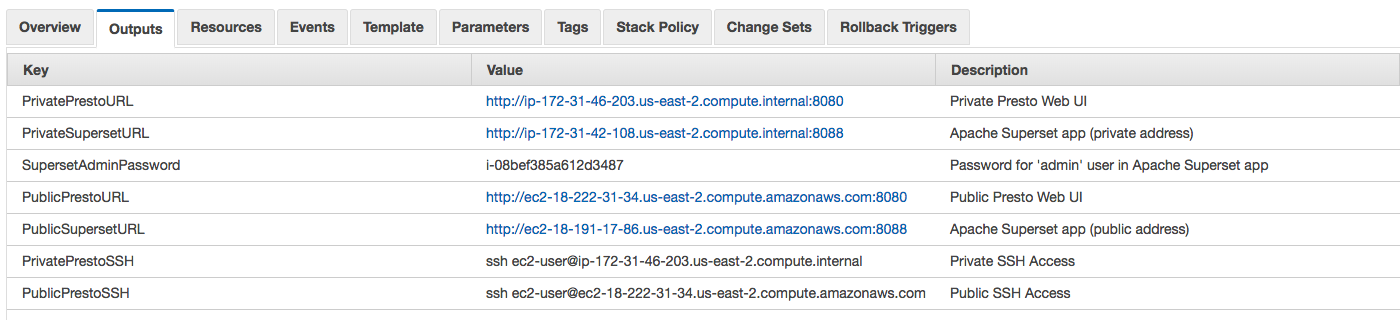 Overview Outputs Resources Events Template Parameters Tags Stack Policy Change Sets Rollback Triggers
Key Value Description
PrivatePrestoURL http://ip-172-31-46-203.us-east-2.compute.internal:8080 Private Presto Web UI
PrivateSupersetURL http://ip-172-31-42-108.us-east-2.compute.internal:8088 Apache Superset app (private address)
SupersetAdminPassword i-08bef385a612d3487 Password for 'admin' user in Apache Superset app
PublicPrestoURL http://ec2-18-222-31-34.us-east-2.compute.amazonaws.com:8080 Public Presto Web UI
PublicSupersetURL http://ec2-18-191-17-86.us-east-2.compute.amazonaws.com:8088 Apache Superset app (public address)
PrivatePrestoSSH ssh ec2-user@ip-172-31-46-203.us-east-2.compute.internal Private SSH Access
PublicPrestoSSH ssh ec2-user@ec2-18-222-31-34.us-east-2.compute.amazonaws.com Public SSH Access